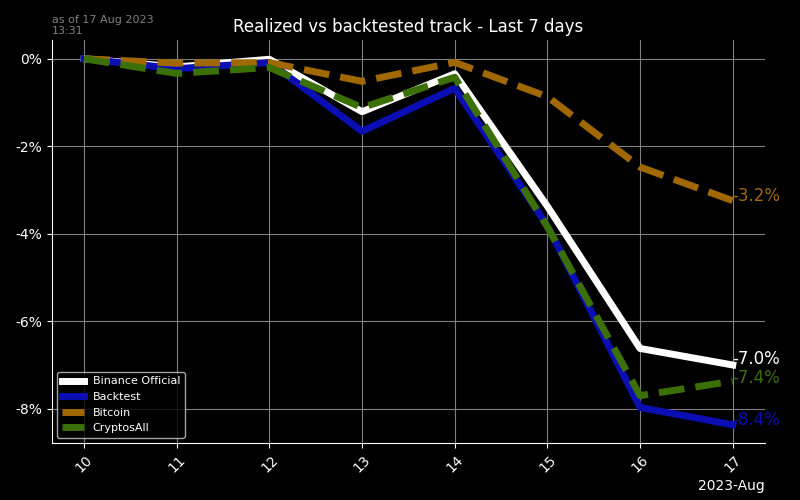 as of 17 Aug 2023
13:31
Realized vs backtested track - Last 7 days
0%
-2%
-4%
-6%
-8%
-3.2%
-7.0%
-7.4%
-8.4%
Binance Official
Backtest
Bitcoin
CryptosAll
10 11 12 13 14 15 16 17
2023-Aug